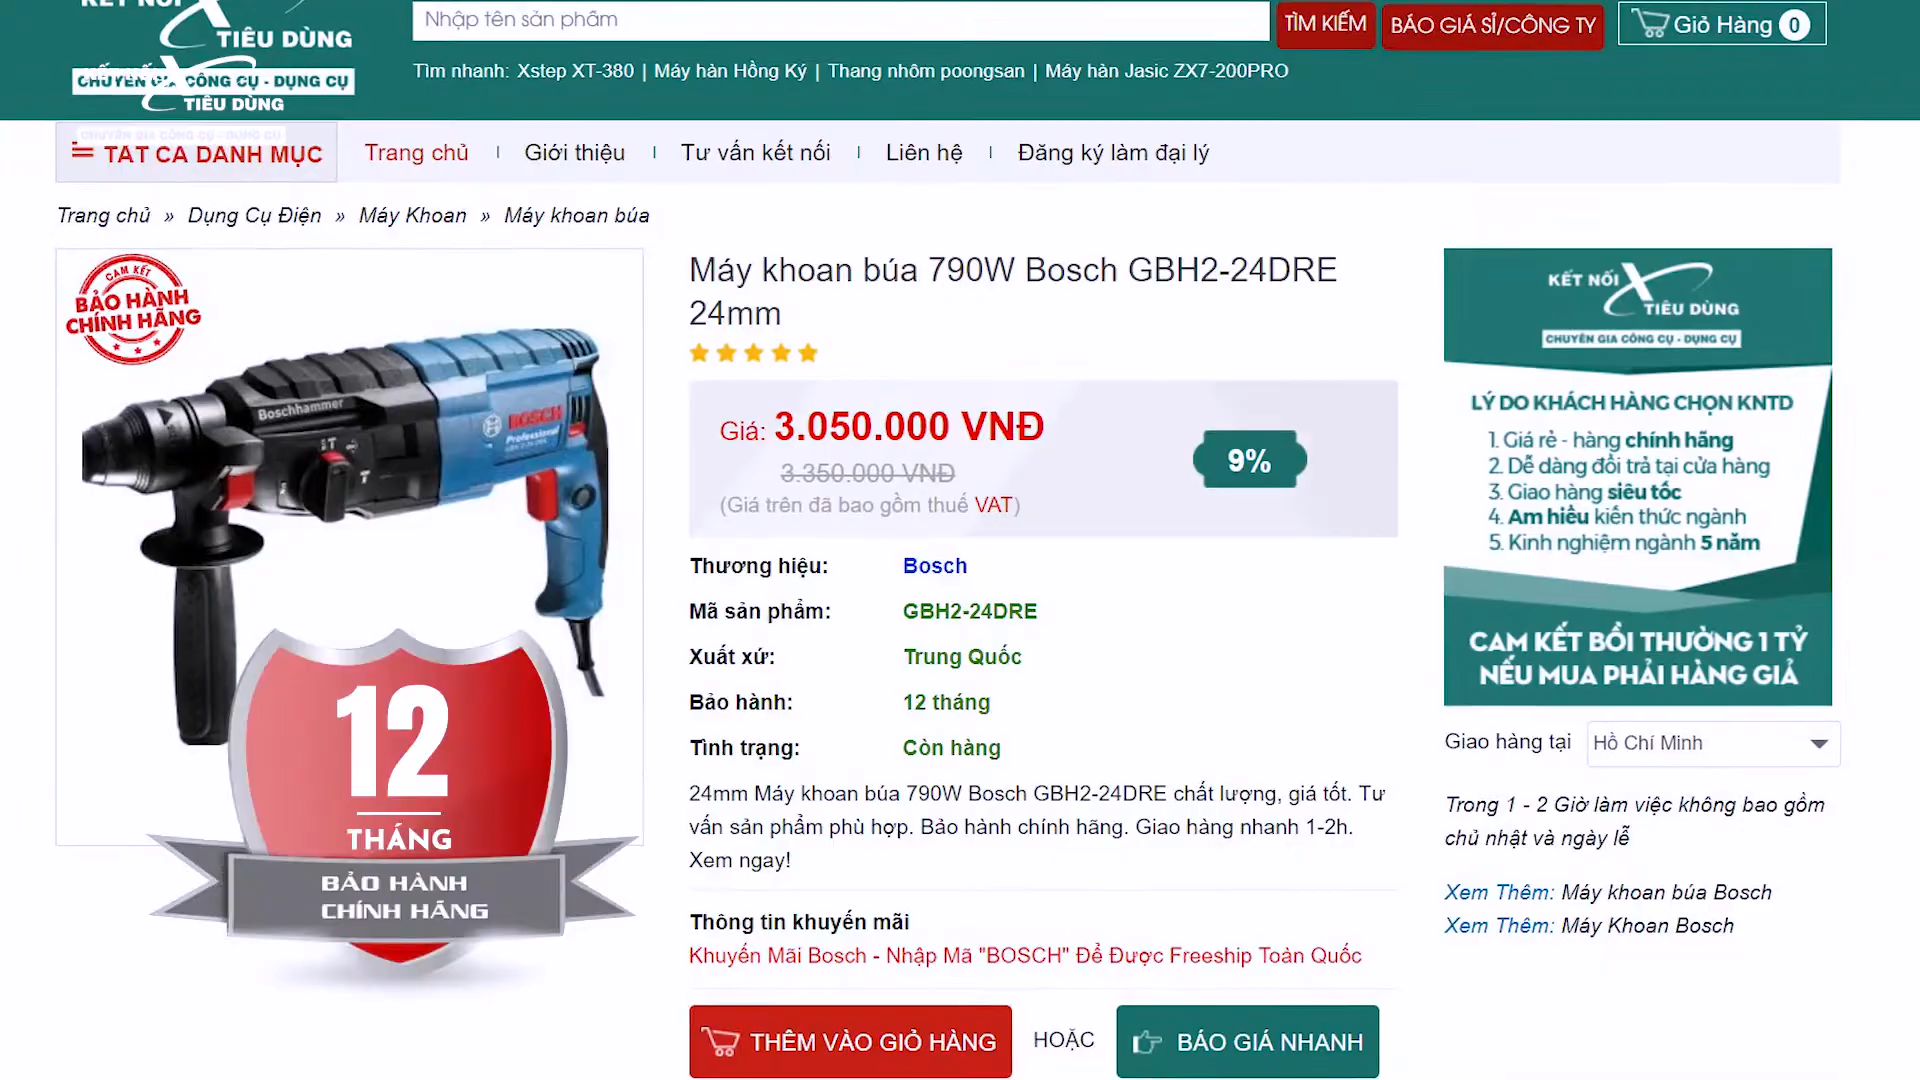 KẾT NỐI
TIÊU DÙNG
CHUYÊN GIA CÔNG CỤ - DỤNG CỤ
TIÊU DÙNG
CHUYÊN GIA CÔNG CỤ - DỤNG CỤ
Nhập tên sản phẩm
TÌM KIẾM
BÁO GIÁ SỈ/CÔNG TY
Giỏ Hàng 0
Tìm nhanh: Xstep XT-380 | Máy hàn Hồng Ký | Thang nhôm poongsan | Máy hàn Jasic ZX7-200PRO
TẤT CẢ DANH MỤC
Trang chủ
Giới thiệu
Tư vấn kết nối
Liên hệ
Đăng ký làm đại lý
Trang chủ » Dụng Cụ Điện » Máy Khoan » Máy khoan búa
CAM KẾT
BẢO HÀNH
CHÍNH HÃNG
Boschhammer
BOSCH
Professional
12
THÁNG
BẢO HÀNH
CHÍNH HÃNG
Máy khoan búa 790W Bosch GBH2-24DRE
24mm
Giá: 3.050.000 VNĐ
3.350.000 VNĐ
(Giá trên đã bao gồm thuế VAT)
9%
Thương hiệu: Bosch
Mã sản phẩm: GBH2-24DRE
Xuất xứ: Trung Quốc
Bảo hành: 12 tháng
Tình trạng: Còn hàng
24mm Máy khoan búa 790W Bosch GBH2-24DRE chất lượng, giá tốt. Tư
vấn sản phẩm phù hợp. Bảo hành chính hãng. Giao hàng nhanh 1-2h.
Xem ngay!
Thông tin khuyến mãi
Khuyến Mãi Bosch - Nhập Mã "BOSCH" Để Được Freeship Toàn Quốc
THÊM VÀO GIỎ HÀNG
HOẶC
BÁO GIÁ NHANH
KẾT NỐI
TIÊU DÙNG
CHUYÊN GIA CÔNG CỤ - DỤNG CỤ
LÝ DO KHÁCH HÀNG CHỌN KNTD
1. Giá rẻ - hàng chính hãng
2. Dễ dàng đổi trả tại cửa hàng
3. Giao hàng siêu tốc
4. Am hiểu kiến thức ngành
5. Kinh nghiệm ngành 5 năm
CAM KẾT BỒI THƯỜNG 1 TỶ
NẾU MUA PHẢI HÀNG GIẢ
Giao hàng tại Hồ Chí Minh
Trong 1 - 2 Giờ làm việc không bao gồm
chủ nhật và ngày lễ
Xem Thêm: Máy khoan búa Bosch
Xem Thêm: Máy Khoan Bosch